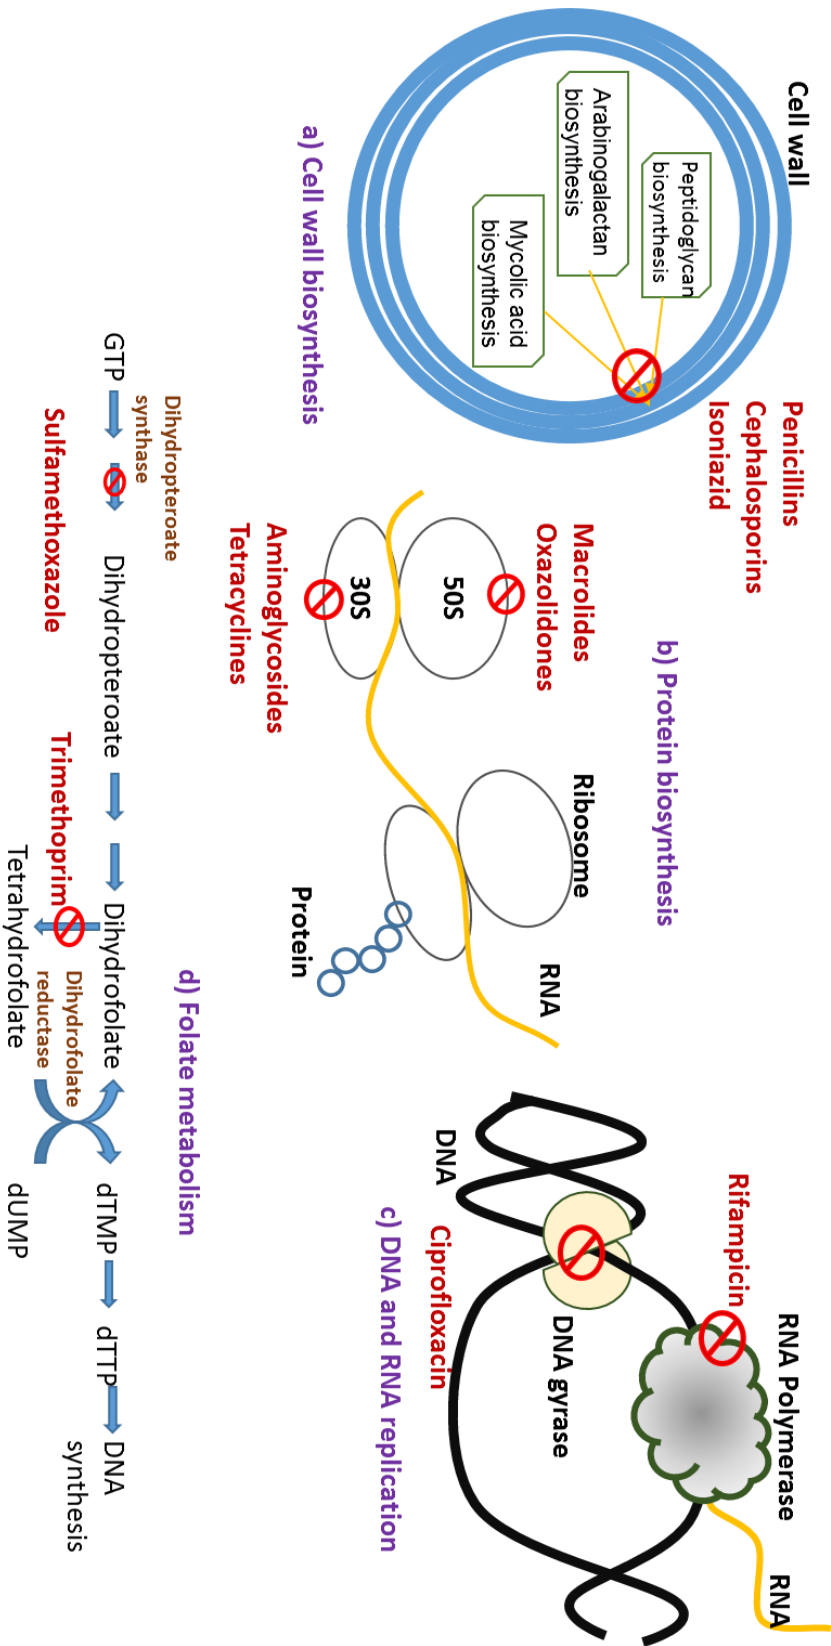 Cell wall
Peptidoglycan
biosynthesis
Arabinogalactan
biosynthesis
Mycolic acid
biosynthesis
Penicillins
Cephalosporins
Isoniazid
a) Cell wall biosynthesis
b) Protein biosynthesis
Macrolides
Oxazolidones
50S
30S
Aminoglycosides
Tetracyclines
Ribosome
RNA
Protein
RNA Polymerase
RNA
Rifampicin
DNA gyrase
DNA
Ciprofloxacin
c) DNA and RNA replication
d) Folate metabolism
Dihydropteroate
synthase
GTP
Dihydropteroate
Dihydrofolate
dTMP
dTTP
DNA
synthesis
Sulfamethoxazole
Trimethoprim
Dihydrofolate
reductase
Tetrahydrofolate
dUMP